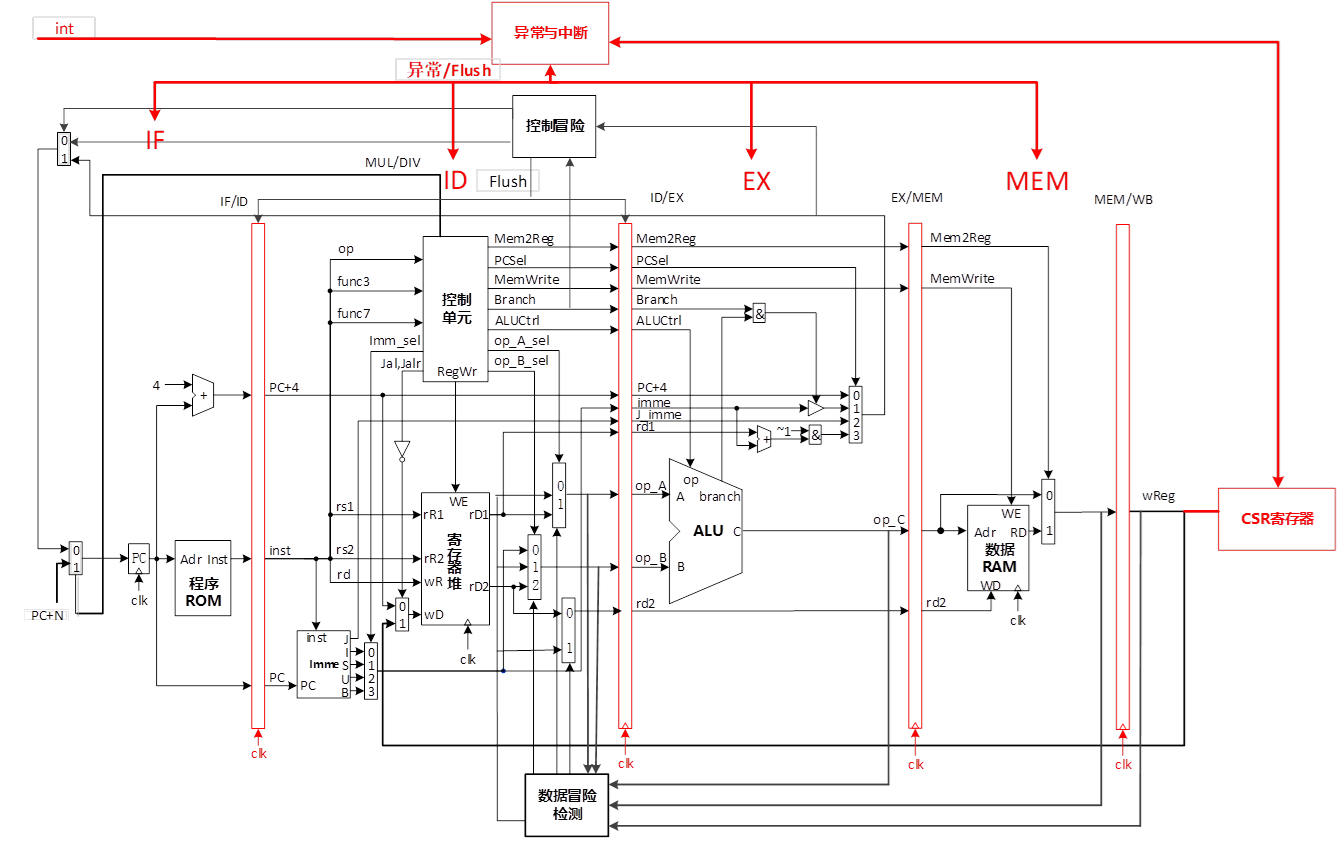 int
异常与中断
异常/Flush
控制冒险
0
1
IF
ID
EX
MEM
MUL/DIV
Flush
IF/ID
ID/EX
EX/MEM
MEM/WB
op
func3
func7
控制
单元
Mem2Reg
PCSel
MemWrite
Branch
ALUCtrl
op_A_sel
op_B_sel
Imm_sel
Jal,Jalr
RegWr
Mem2Reg
PCSel
MemWrite
Branch
ALUCtrl
Mem2Reg
MemWrite
&
4
+
PC+4
PC+4
imme
J_imme
rd1
+
~1
&
0
1
2
3
0
1
WE
rR1
rD1
rR2
rD2
wR
wD
寄
存
器
堆
clk
rs1
rs2
rd
inst
0
1
2
0
1
0
1
op_A
op_B
rd2
op
A
branch
ALU
C
B
op_C
rd2
WE
Adr
RD
数据
RAM
WD
clk
0
1
wReg
CSR寄存器
0
1
PC+N
PC
clk
Adr Inst
程序
ROM
PC
inst
J
I
Imme S
U
PC
B
0
1
2
3
clk
clk
clk
clk
数据冒险
检测